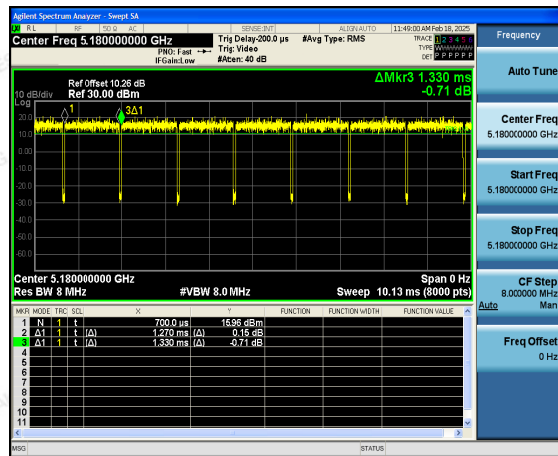 Agilent Spectrum Analyzer - Swept SA
RL RF 50 Ω AC SENSE:INT ALIGN AUTO 11:49:00 AM Feb 18, 2025
Center Freq 5.180000000 GHz
PNO: Fast
IFGain:Low
Trig Delay-200.0 µs
Trig: Video
#Atten: 40 dB
#Avg Type: RMS
TRACE 1 2 3 4 5 6
TYPE
DET P P P P P P
Ref Offset 10.26 dB
10 dB/div Ref 30.00 dBm
Log
ΔMkr3 1.330 ms
-0.71 dB
1
3Δ1
20.0
10.0
0.00
-10.0
-20.0
-30.0
-40.0
-50.0
-60.0
Center 5.180000000 GHz Span 0 Hz
Res BW 8 MHz #VBW 8.0 MHz Sweep 10.13 ms (8000 pts)
MKR MODE TRC SCL X Y FUNCTION FUNCTION WIDTH FUNCTION VALUE
1 N 1 t 700.0 µs 15.96 dBm
2 Δ1 1 t (Δ) 1.270 ms (Δ) 0.15 dB
3 Δ1 1 t (Δ) 1.330 ms (Δ) -0.71 dB
4
5
6
7
8
9
10
11
MSG STATUS
Frequency
Auto Tune
Center Freq
5.180000000 GHz
Start Freq
5.180000000 GHz
Stop Freq
5.180000000 GHz
CF Step
8.000000 MHz
Auto Man
Freq Offset
0 Hz